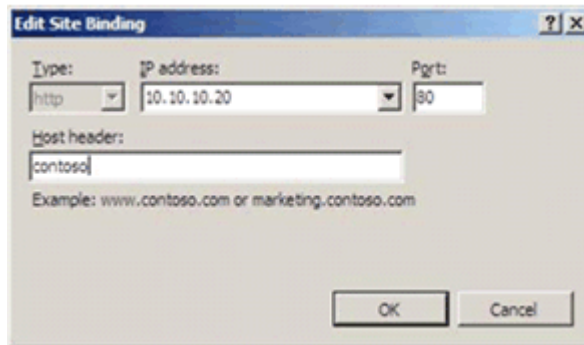 Edit Site Binding
Type: IP address: Port:
http 10.10.10.20 80
Host header:
contoso
Example: www.contoso.com or marketing.contoso.com
OK Cancel